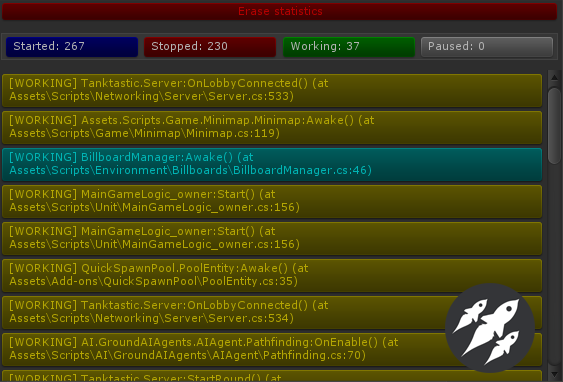 Erase statistics
Started: 267
Stopped: 230
Working: 37
Paused: 0
[WORKING] Tanktastic.Server:OnLobbyConnected() (at
Assets\Scripts\Networking\Server\Server.cs:533)
[WORKING] Assets.Scripts.Game.Minimap.Minimap:Awake() (at
Assets\Scripts\Game\Minimap\Minimap.cs:119)
[WORKING] BillboardManager:Awake() (at
Assets\Scripts\Environment\Billboards\BillboardManager.cs:46)
[WORKING] MainGameLogic_owner:Start() (at
Assets\Scripts\Unit\MainGameLogic_owner.cs:156)
[WORKING] MainGameLogic_owner:Start() (at
Assets\Scripts\Unit\MainGameLogic_owner.cs:156)
[WORKING] QuickSpawnPool.PoolEntity:Awake() (at
Assets\Add-ons\QuickSpawnPool\PoolEntity.cs:35)
[WORKING] Tanktastic.Server:OnLobbyConnected() (at
Assets\Scripts\Networking\Server\Server.cs:534)
[WORKING] AI.GroundAIAgents.AIAgent.Pathfinding:OnEnable() (at
Assets\Scripts\AI\GroundAIAgents\AIAgent\Pathfinding.cs:70)
[WORKING] Tanktastic.Server:StartRound() (at